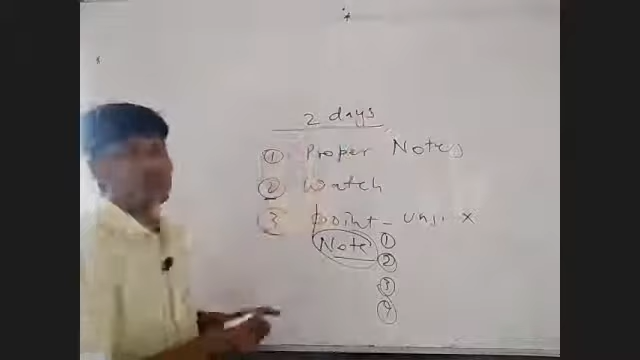 2 days
① Proper Notes
② Watch
③ point -
Note ①
②
③
④